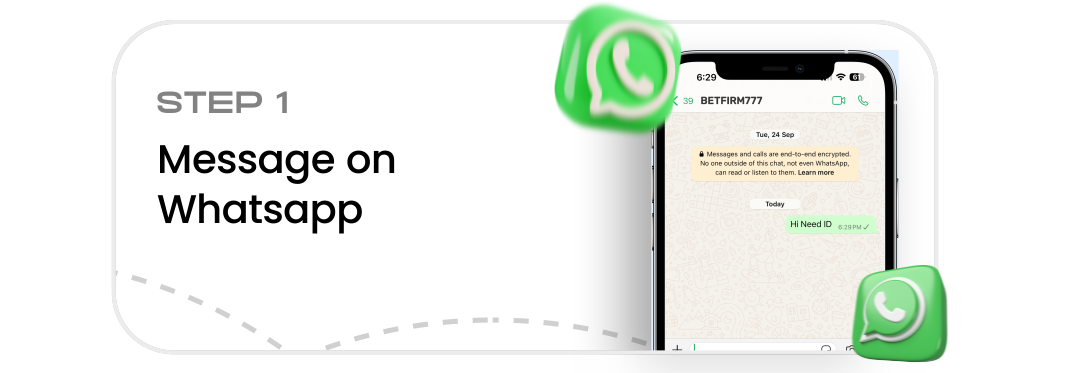 STEP 1
Message on
Whatsapp
6:29
61
39 BETFIRM777
Tue, 24 Sep
Messages and calls are end-to-end encrypted.
No one outside of this chat, not even WhatsApp,
can read or listen to them. Learn more
Today
Hi Need ID 6:29 PM